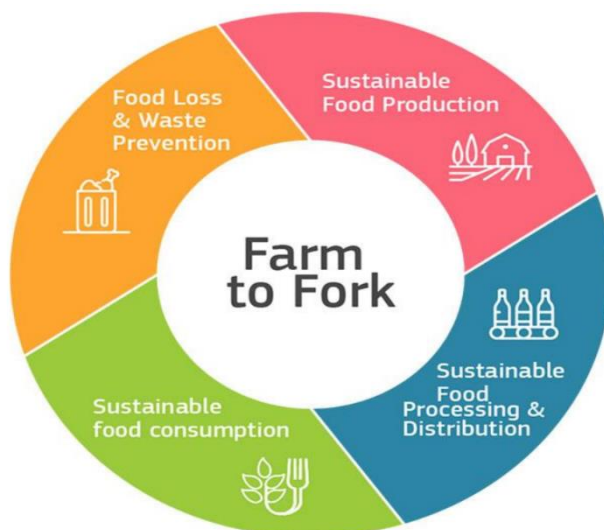 Food Loss
& Waste
Prevention
Sustainable
Food Production
Farm
to Fork
Sustainable
Food
Processing &
Distribution
Sustainable
food consumption